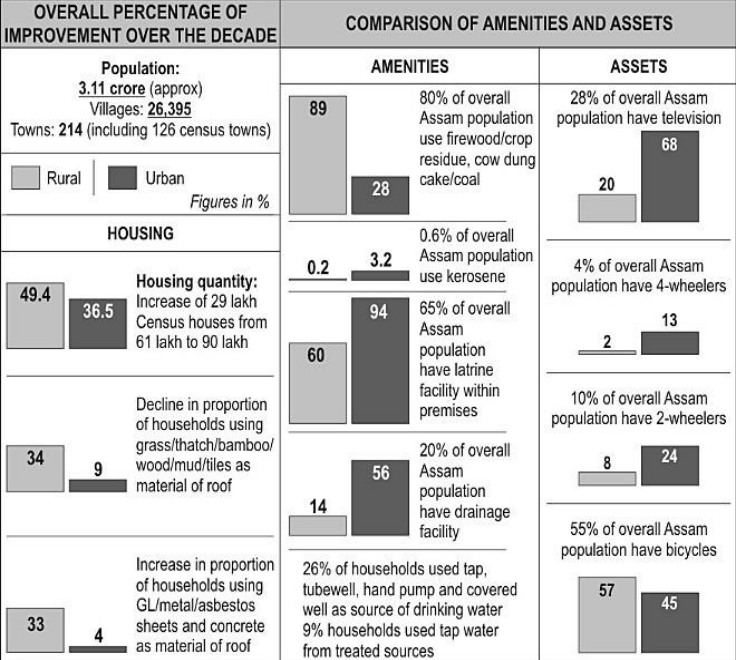 OVERALL PERCENTAGE OF
IMPROVEMENT OVER THE DECADE
Population:
3.11 crore (approx)
Villages: 26,395
Towns: 214 (including 126 census towns)
Rural
Urban
Figures in %
HOUSING
49.4
36.5
Housing quantity:
Increase of 29 lakh
Census houses from
61 lakh to 90 lakh
34
9
Decline in proportion
of households using
grass/thatch/bamboo/
wood/mud/tiles as
material of roof
33
4
Increase in proportion
of households using
GL/metal/asbestos
sheets and concrete
as material of roof
COMPARISON OF AMENITIES AND ASSETS
AMENITIES
89
28
80% of overall
Assam population
use firewood/crop
residue, cow dung
cake/coal
0.2
3.2
0.6% of overall
Assam population
use kerosene
60
94
65% of overall
Assam
population
have latrine
facility within
premises
14
56
20% of overall
Assam
population
have drainage
facility
26% of households used tap,
tubewell, hand pump and covered
well as source of drinking water
9% households used tap water
from treated sources
ASSETS
28% of overall Assam
population have television
20
68
4% of overall Assam
population have 4-wheelers
2
13
10% of overall Assam
population have 2-wheelers
8
24
55% of overall Assam
population have bicycles
57
45